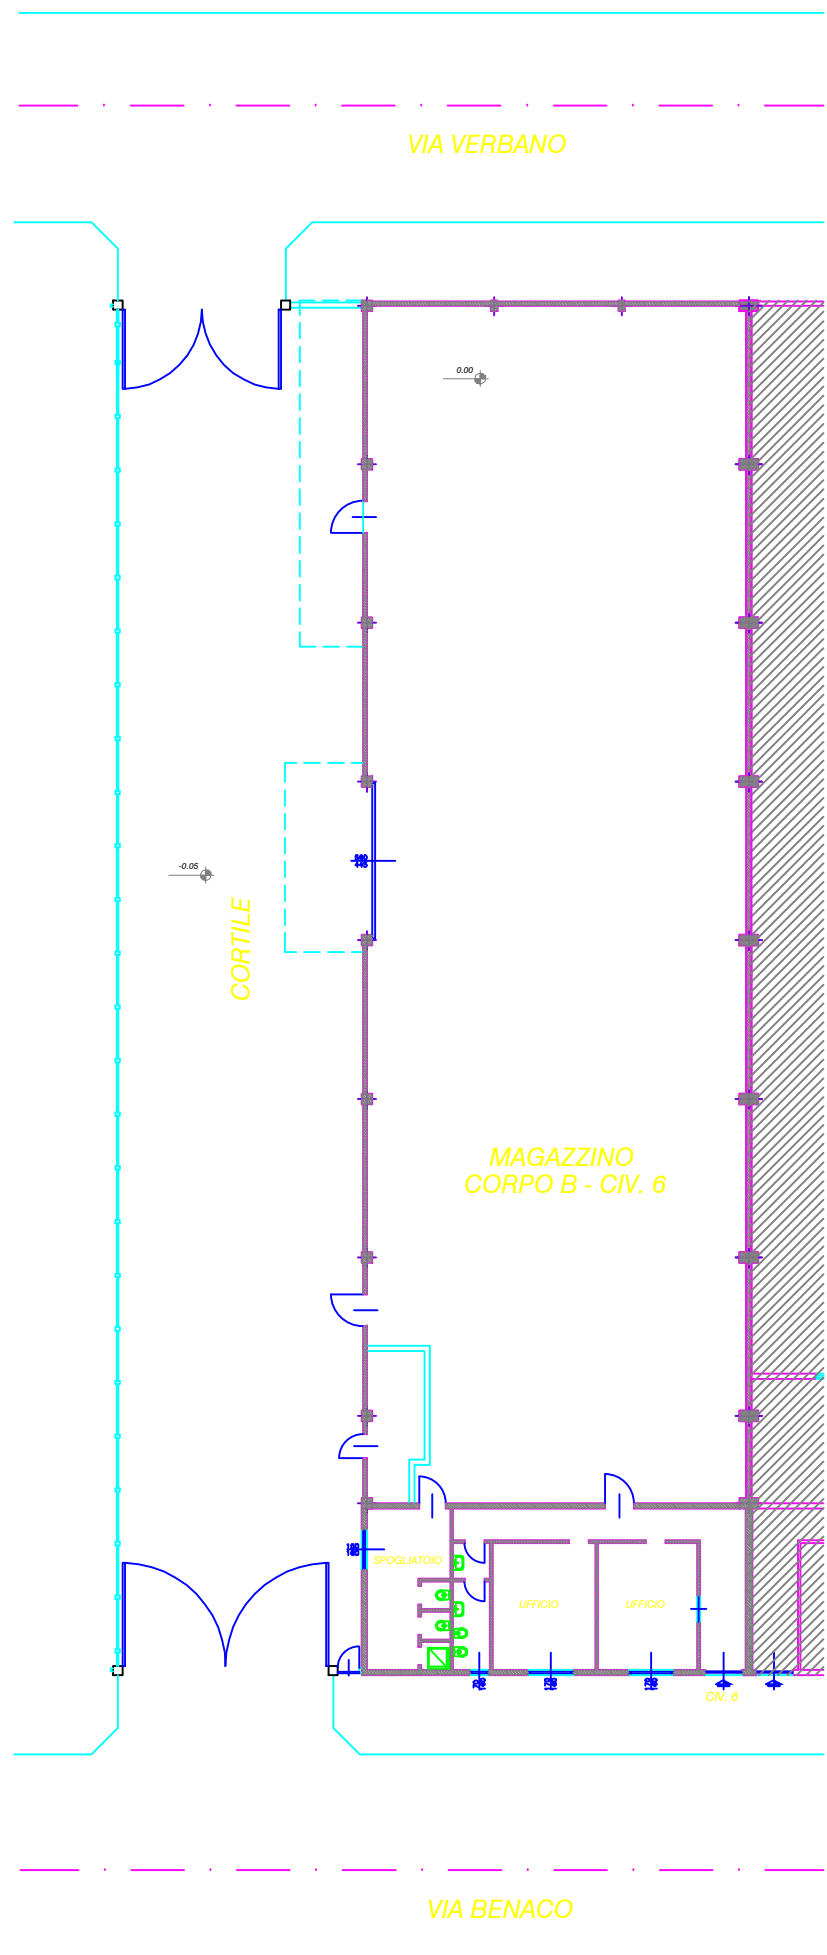 VIA VERBANO
0.00
-0.05
CORTILE
MAGAZZINO
CORPO B - CIV. 6
SPOGLIATOIO
UFFICIO
UFFICIO
CIV. 6
VIA BENACO